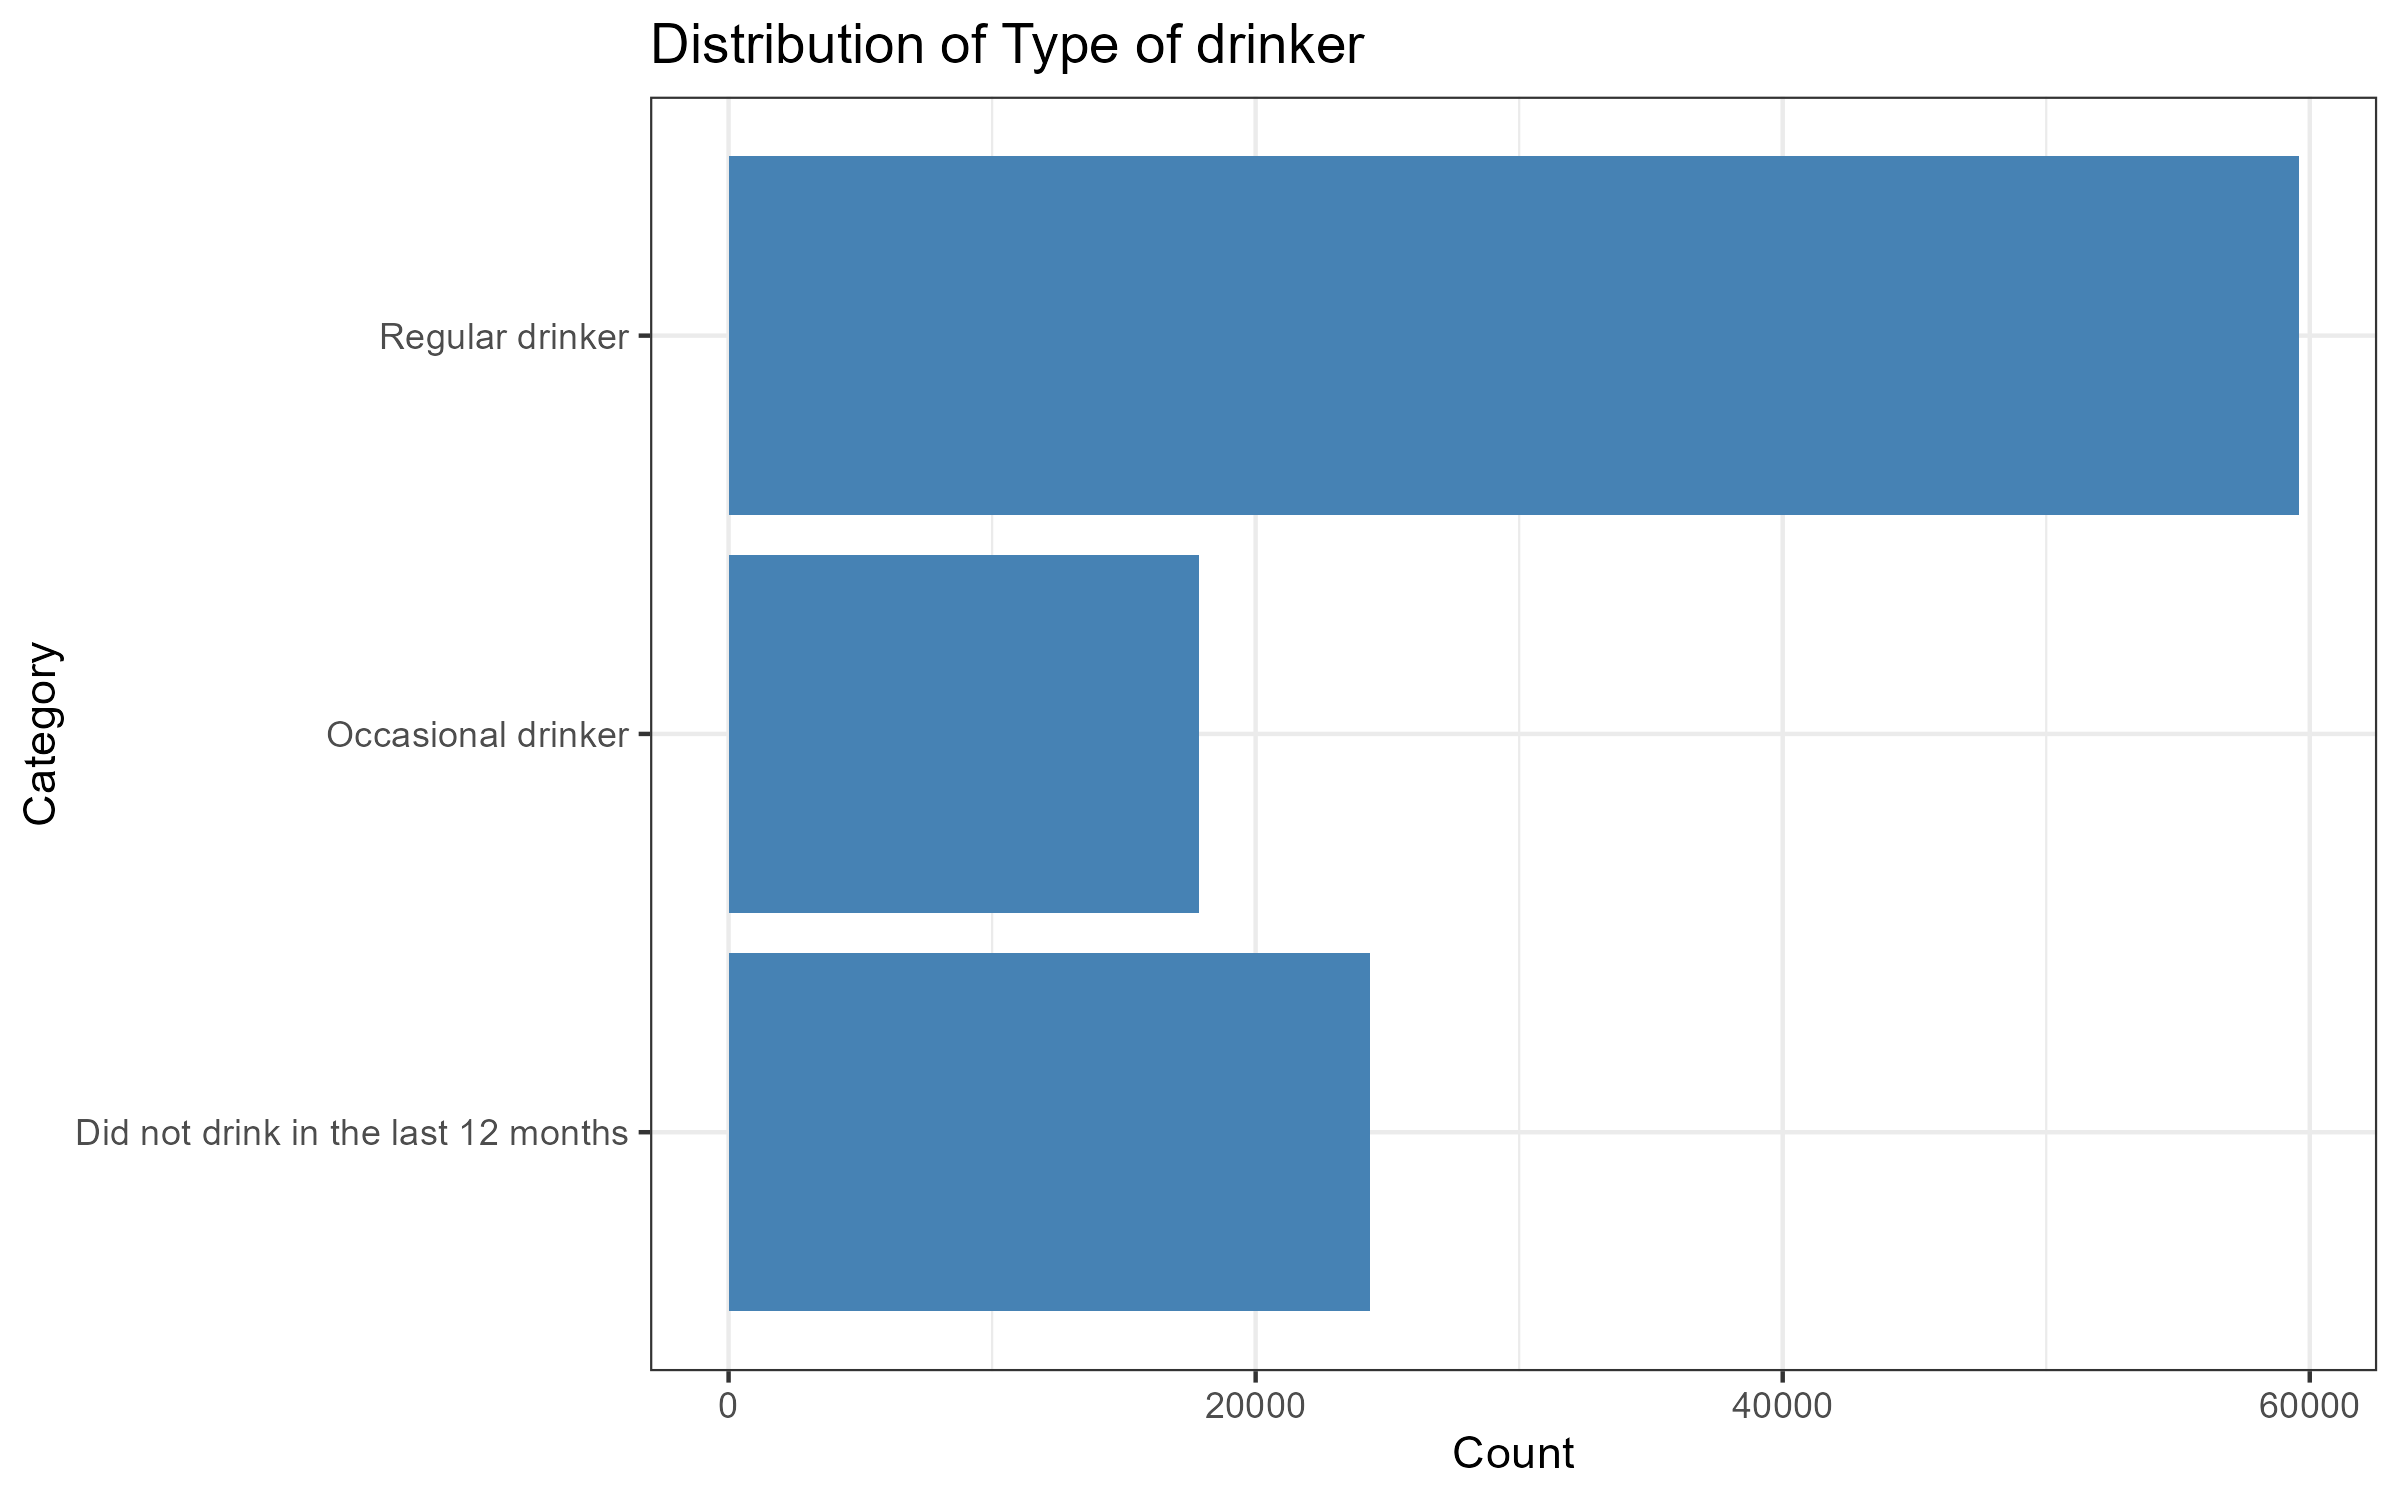 Distribution of Type of drinker
Category
Regular drinker
Occasional drinker
Did not drink in the last 12 months
0 20000 40000 60000
Count